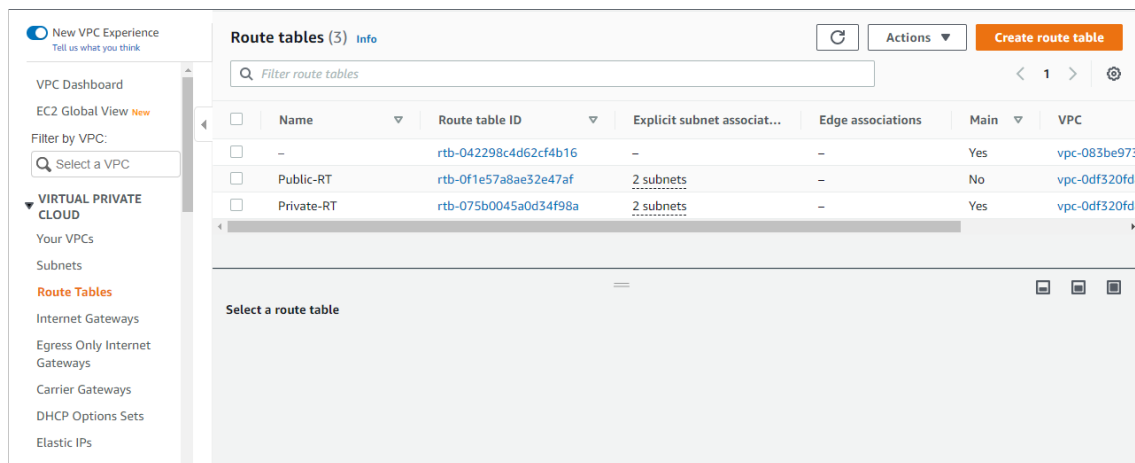 New VPC Experience
Tell us what you think
VPC Dashboard
EC2 Global View New
Filter by VPC:
Select a VPC
VIRTUAL PRIVATE
CLOUD
Your VPCs
Subnets
Route Tables
Internet Gateways
Egress Only Internet
Gateways
Carrier Gateways
DHCP Options Sets
Elastic IPs
Route tables (3) Info
Actions
Create route table
Filter route tables
1
Name Route table ID Explicit subnet associat... Edge associations Main VPC
– rtb-042298c4d62cf4b16 – – Yes vpc-083be973
Public-RT rtb-0f1e57a8ae32e47af 2 subnets – No vpc-0df320fd
Private-RT rtb-075b0045a0d34f98a 2 subnets – Yes vpc-0df320fd
Select a route table